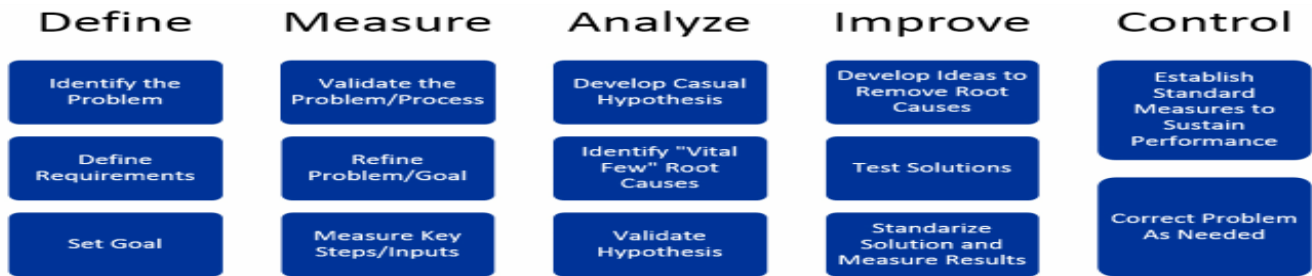 Define
Measure
Analyze
Improve
Control
Identify the
Problem
Define
Requirements
Set Goal
Validate the
Problem/Process
Refine
Problem/Goal
Measure Key
Steps/Inputs
Develop Casual
Hypothesis
Identify "Vital
Few" Root
Causes
Validate
Hypothesis
Develop Ideas to
Remove Root
Causes
Test Solutions
Standarize
Solution and
Measure Results
Establish
Standard
Measures to
Sustain
Performance
Correct Problem
As Needed